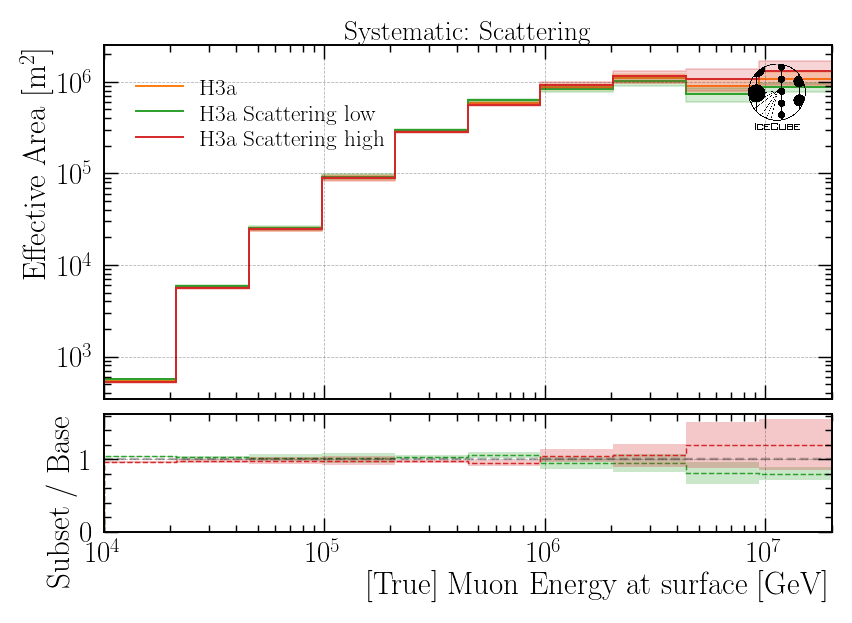 Systematic: Scattering
Effective Area [m²]
10⁶
10⁵
10⁴
10³
H3a
H3a Scattering low
H3a Scattering high
ICECUBE
Subset / Base
1
0
10⁴ 10⁵ 10⁶ 10⁷
[True] Muon Energy at surface [GeV]